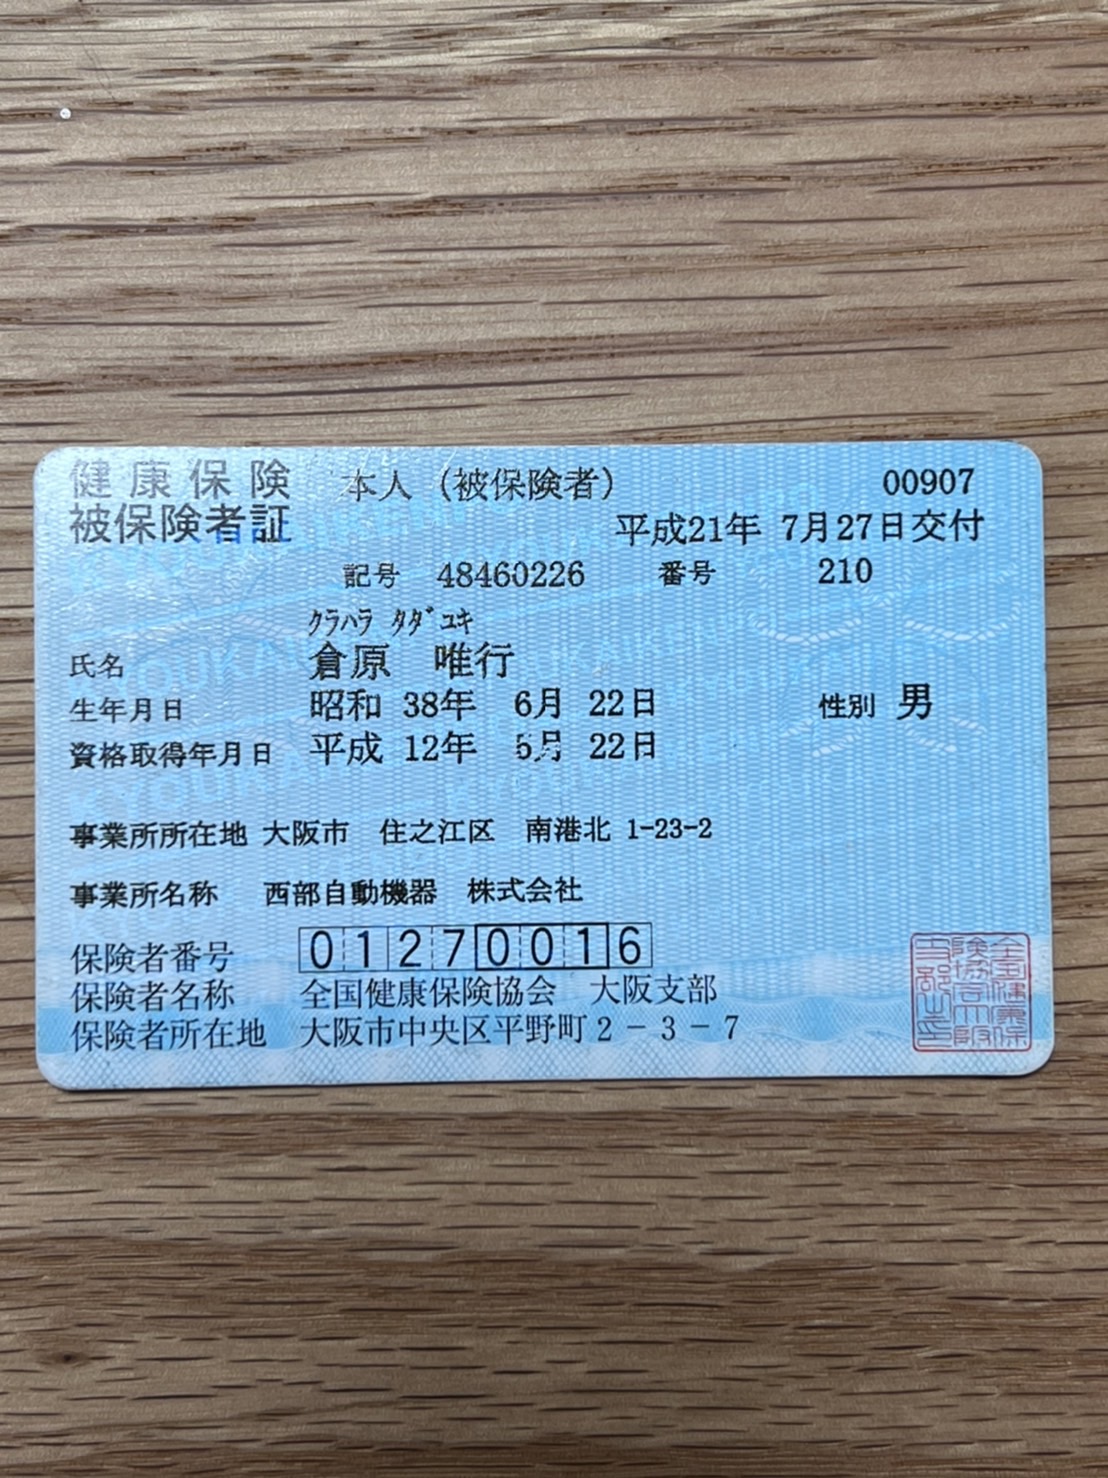 健康保険 本人（被保険者） 00907
被保険者証 平成21年 7月27日交付
記号 48460226 番号 210
ｸﾗﾊﾗ ﾀﾀﾞﾕｷ
氏名 倉原 唯行
生年月日 昭和 38年 6月 22日 性別 男
資格取得年月日 平成 12年 5月 22日
事業所所在地 大阪市 住之江区 南港北 1-23-2
事業所名称 西部自動機器 株式会社
保険者番号 01270016
保険者名称 全国健康保険協会 大阪支部
保険者所在地 大阪市中央区平野町２－３－７